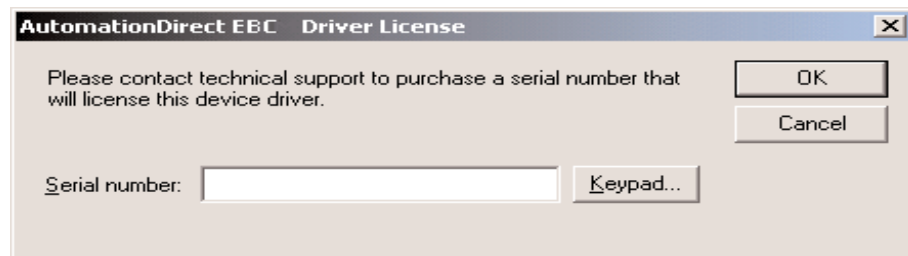 AutomationDirect EBC Driver License
Please contact technical support to purchase a serial number that
will license this device driver.
OK
Cancel
Serial number:
Keypad...